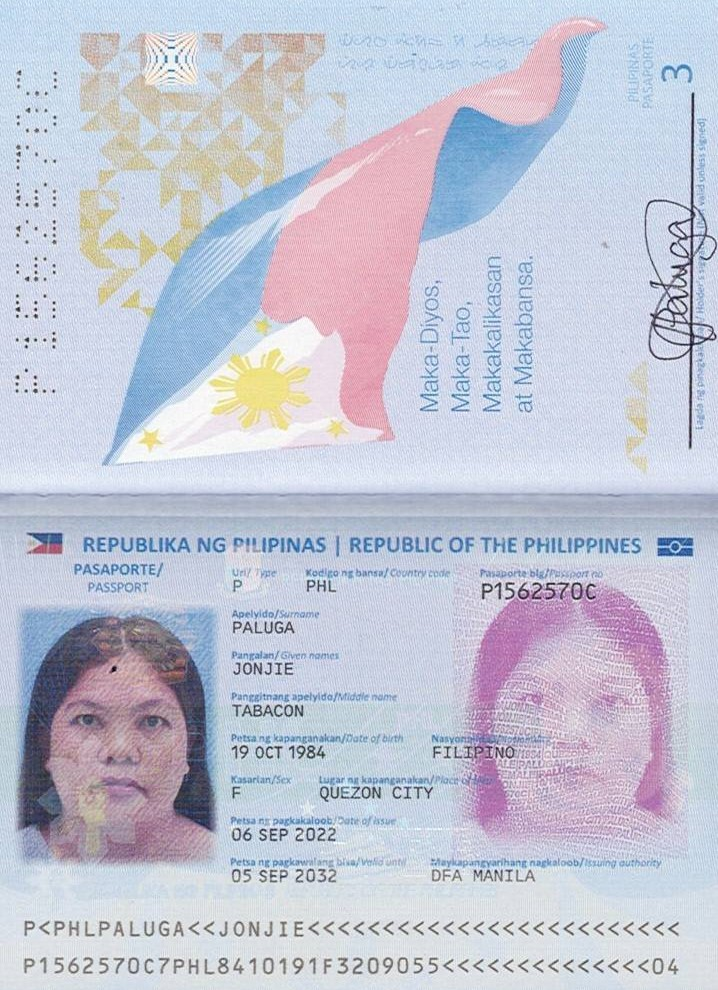 P1562570C
PILIPINAS
PASAPORTE
3
Maka-Diyos,
Maka-Tao,
Makakalikasan
at Makabansa.
REPUBLIKA NG PILIPINAS | REPUBLIC OF THE PHILIPPINES
PASAPORTE/
PASSPORT
Uri/ Type Kodigo ng bansa/Country code Pasaporte blg/Passport no
P PHL P1562570C
Apelyido/Surname
PALUGA
Pangalan/Given names
JONJIE
Panggitnang apelyido/Middle name
TABACON
Petsa ng kapanganakan/Date of birth
19 OCT 1984 FILIPINO
Kasarian/Sex Lugar ng kapanganakan/Place of
F QUEZON CITY
Petsa ng pagkakaloob/Date of issue
06 SEP 2022
Petsa ng pagkawalang bisa/Valid until Maykapangyarihang nagkaloob/Issuing authority
05 SEP 2032 DFA MANILA
P<PHLPALUGA<<JONJIE<<<<<<<<<<<<<<<<<<<<<<<<<
P1562570C7PHL8410191F3209055<<<<<<<<<<<<<<04